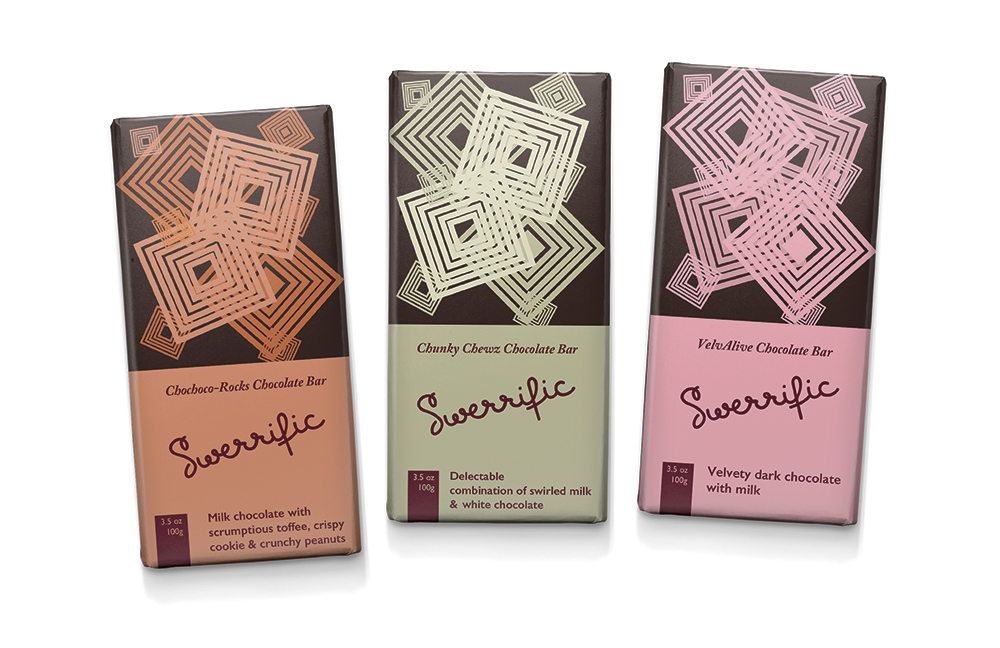 Chochoco-Rocks Chocolate Bar
Swerrific
3.5 oz
100g
Milk chocolate with
scrumptious toffee, crispy
cookie & crunchy peanuts
Chunky Chewz Chocolate Bar
Swerrific
3.5 oz
100g
Delectable
combination of swirled milk
& white chocolate
VelvAlive Chocolate Bar
Swerrific
3.5 oz
100g
Velvety dark chocolate
with milk